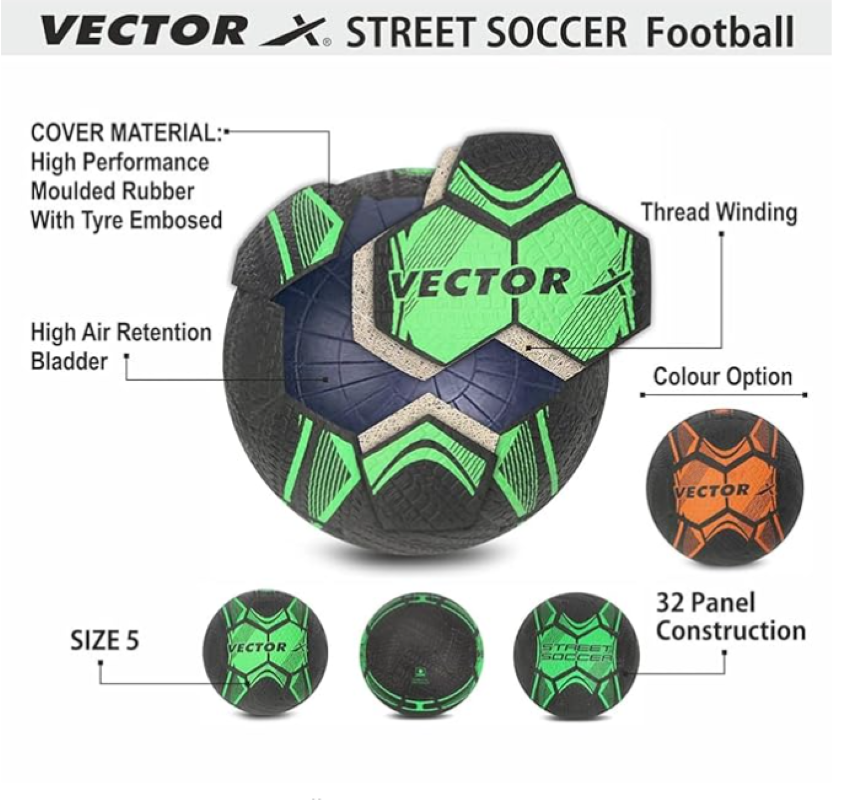 VECTOR X® STREET SOCCER Football
COVER MATERIAL:
High Performance
Moulded Rubber
With Tyre Embosed
Thread Winding
VECTOR X
High Air Retention
Bladder
Colour Option
VECTOR X
SIZE 5
VECTOR X
STREET
SOCCER
32 Panel
Construction